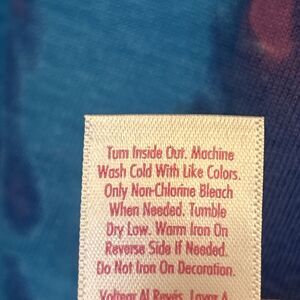 Turn Inside Out. Machine
Wash Cold With Like Colors.
Only Non-Chlorine Bleach
When Needed. Tumble
Dry Low. Warm Iron On
Reverse Side If Needed.
Do Not Iron On Decoration.
Voltear Al Revés. Lavar A